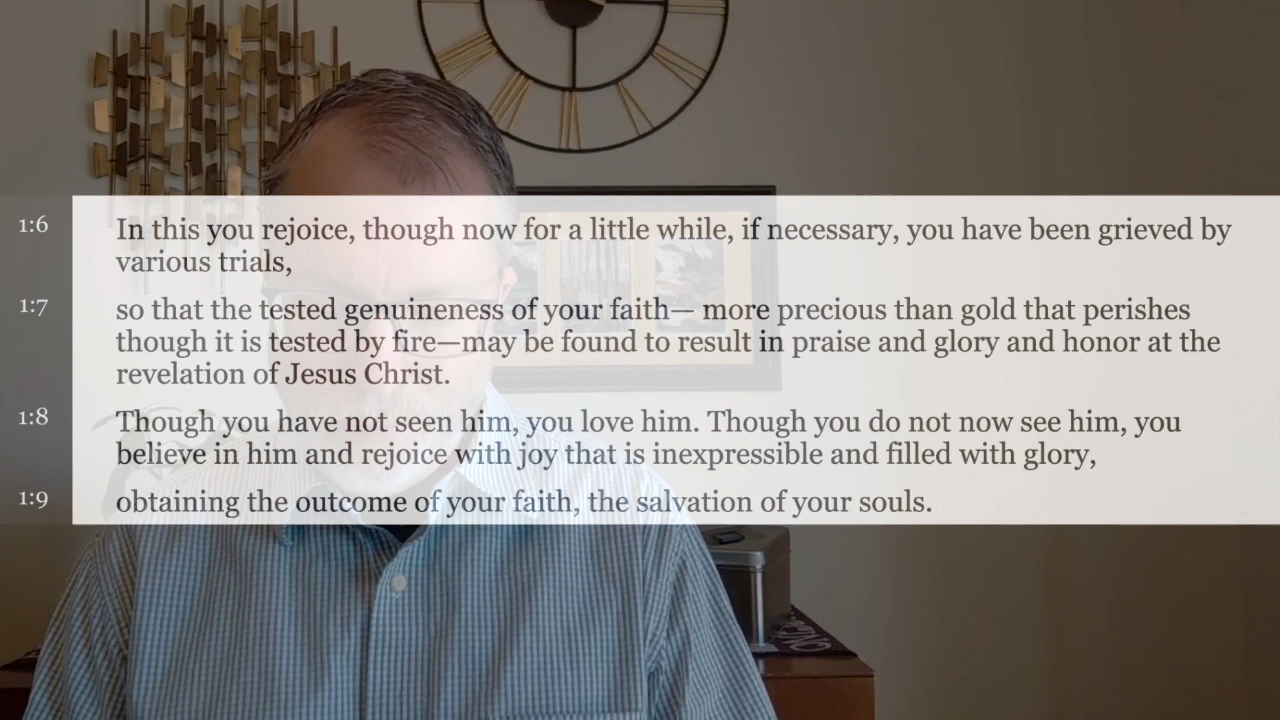 1:6 In this you rejoice, though now for a little while, if necessary, you have been grieved by
various trials,
1:7 so that the tested genuineness of your faith— more precious than gold that perishes
though it is tested by fire—may be found to result in praise and glory and honor at the
revelation of Jesus Christ.
1:8 Though you have not seen him, you love him. Though you do not now see him, you
believe in him and rejoice with joy that is inexpressible and filled with glory,
1:9 obtaining the outcome of your faith, the salvation of your souls.